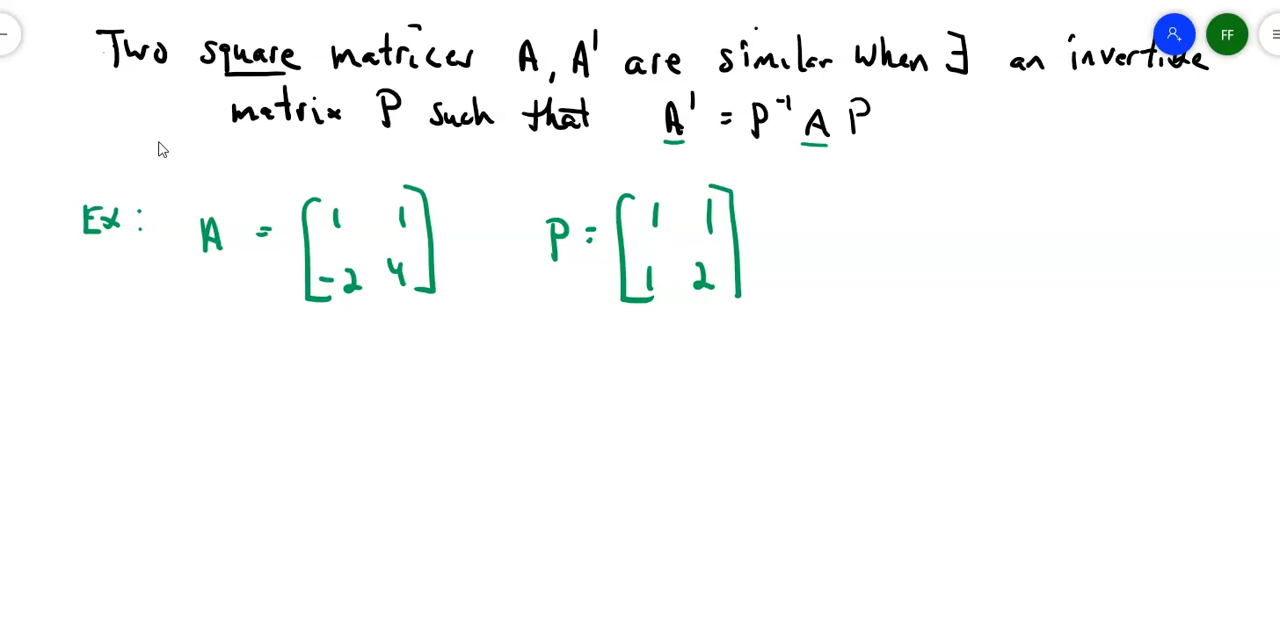 Two square matrices A, A' are similar when ∃ an invertible
matrix P such that A' = P⁻¹ A P
FF
Ex: A = [1 1; -2 4] P = [1 1; 1 2]